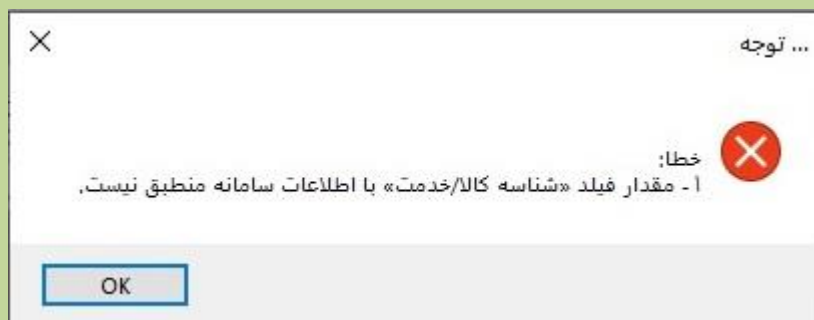 توجه ...
خطا:
۱ - مقدار فیلد «شناسه کالا/خدمت» با اطلاعات سامانه منطبق نیست.
OK